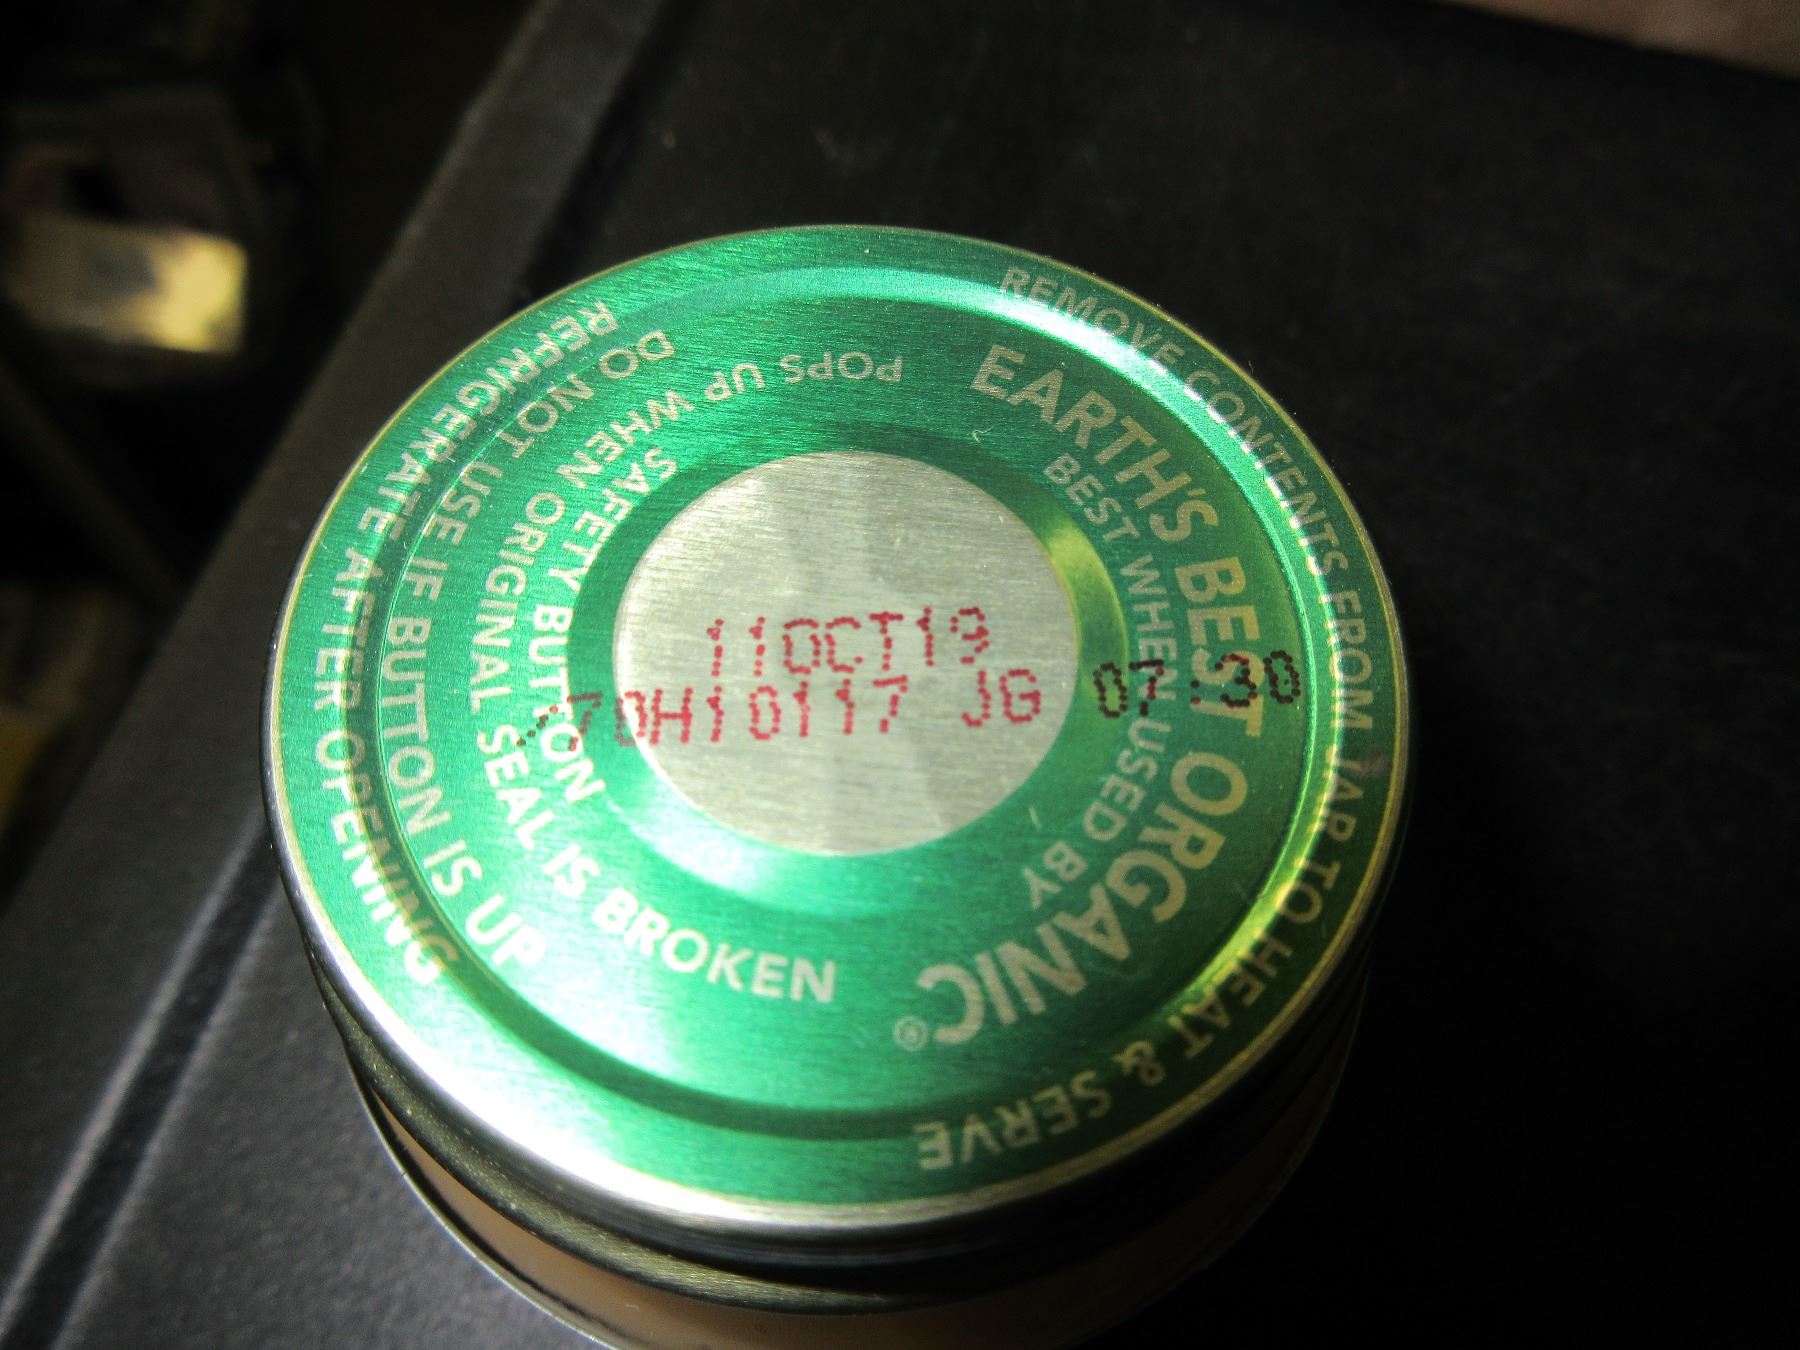 REMOVE CONTENTS FROM JAR TO HEAT & SERVE
EARTH'S BEST ORGANIC®
BEST WHEN USED BY
11OCT19
70H10117 JG 07:30
SAFETY BUTTON
POPS UP WHEN ORIGINAL SEAL IS BROKEN
DO NOT USE IF BUTTON IS UP
REFRIGERATE AFTER OPENING